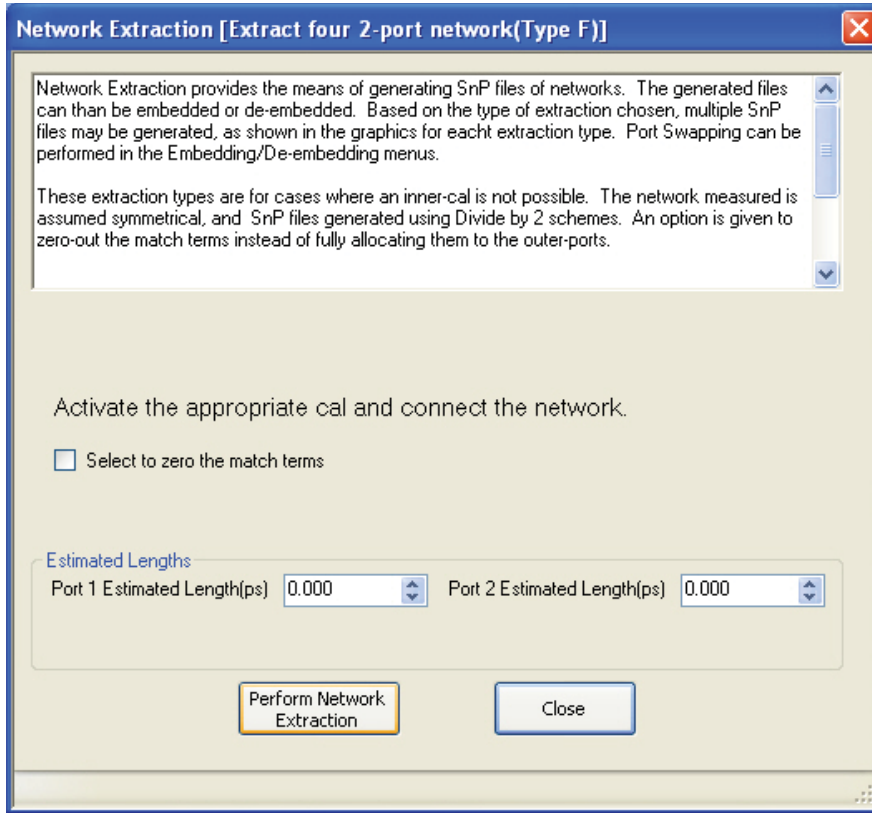 Network Extraction [Extract four 2-port network(Type F)]
Network Extraction provides the means of generating SnP files of networks.  The generated files
can than be embedded or de-embedded.  Based on the type of extraction chosen, multiple SnP
files may be generated, as shown in the graphics for eacht extraction type.  Port Swapping can be
performed in the Embedding/De-embedding menus.
These extraction types are for cases where an inner-cal is not possible.  The network measured is
assumed symmetrical, and  SnP files generated using Divide by 2 schemes.  An option is given to
zero-out the match terms instead of fully allocating them to the outer-ports.
Activate the appropriate cal and connect the network.
Select to zero the match terms
Estimated Lengths
Port 1 Estimated Length(ps) 0.000 Port 2 Estimated Length(ps) 0.000
Perform Network
Extraction
Close